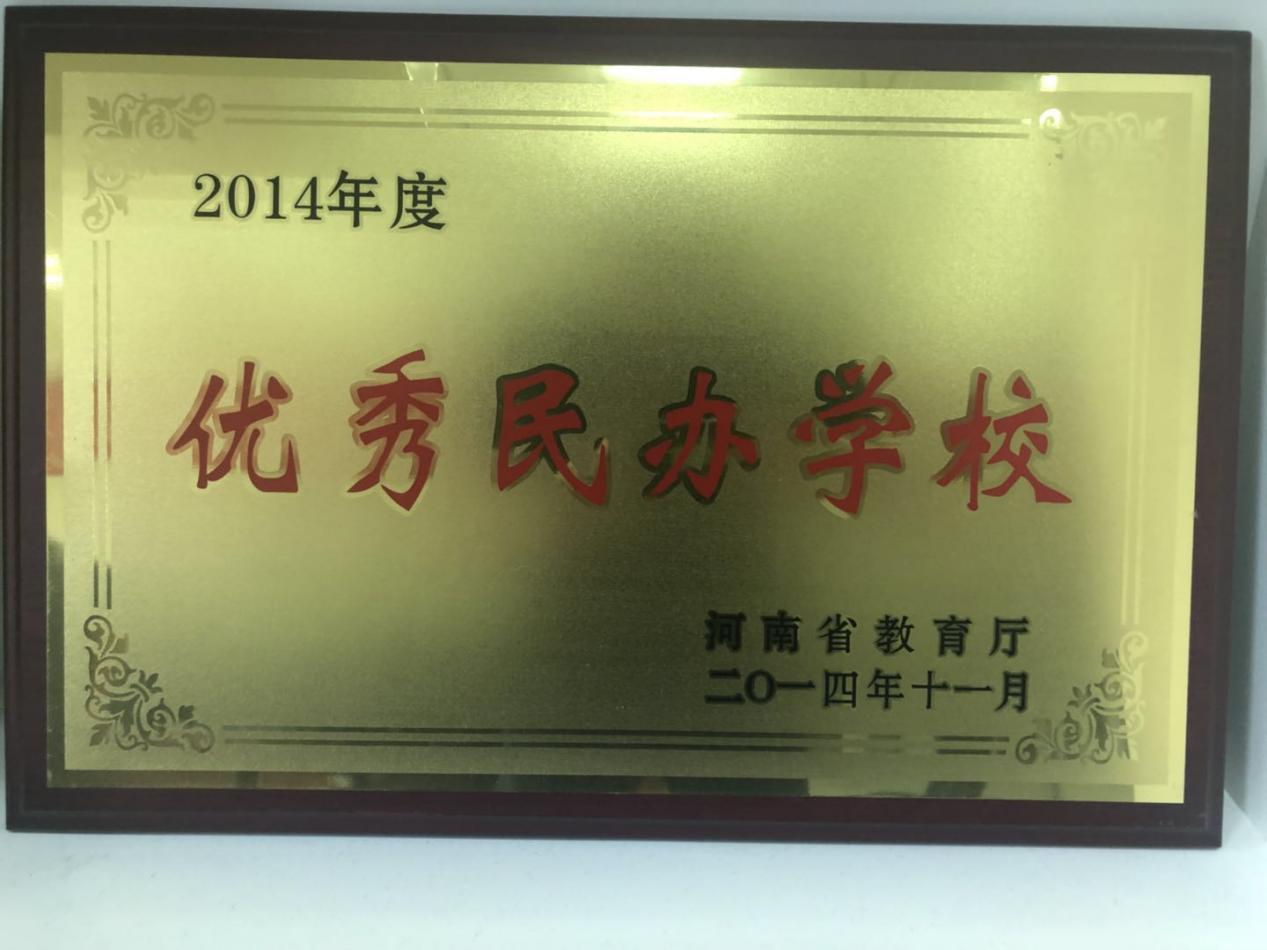 2014年度
优秀民办学校
河南省教育厅
二〇一四年十一月